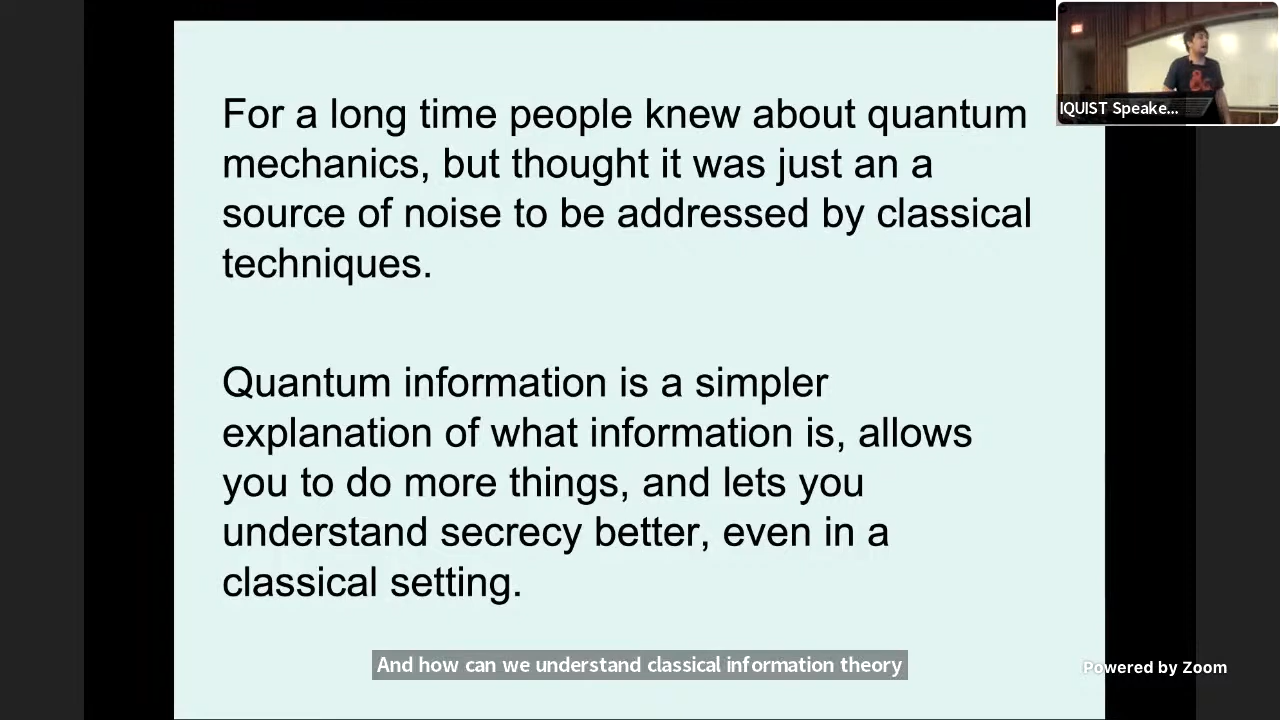 For a long time people knew about quantum
mechanics, but thought it was just an a
source of noise to be addressed by classical
techniques.
Quantum information is a simpler
explanation of what information is, allows
you to do more things, and lets you
understand secrecy better, even in a
classical setting.
And how can we understand classical information theory
IQUIST Speake...
Powered by Zoom